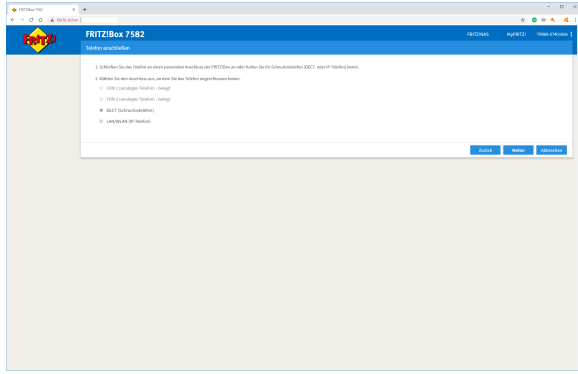 FRITZ!Box 7582
Nicht sicher
FRITZ!
FRITZ!Box 7582
FRITZ!NAS
MyFRITZ!
Telefon anschließen
1. Schließen Sie das Telefon an einem passenden Anschluss der FRITZ!Box an oder halten Sie Ihr Schnurlostelefon (DECT- oder IP-Telefon) bereit.
2. Wählen Sie den Anschluss aus, an dem Sie das Telefon angeschlossen haben.
FON 1 (analoges Telefon) - belegt
FON 2 (analoges Telefon) - belegt
DECT (Schnurlostelefon)
LAN/WLAN (IP-Telefon)
Zurück
Weiter
Abbrechen